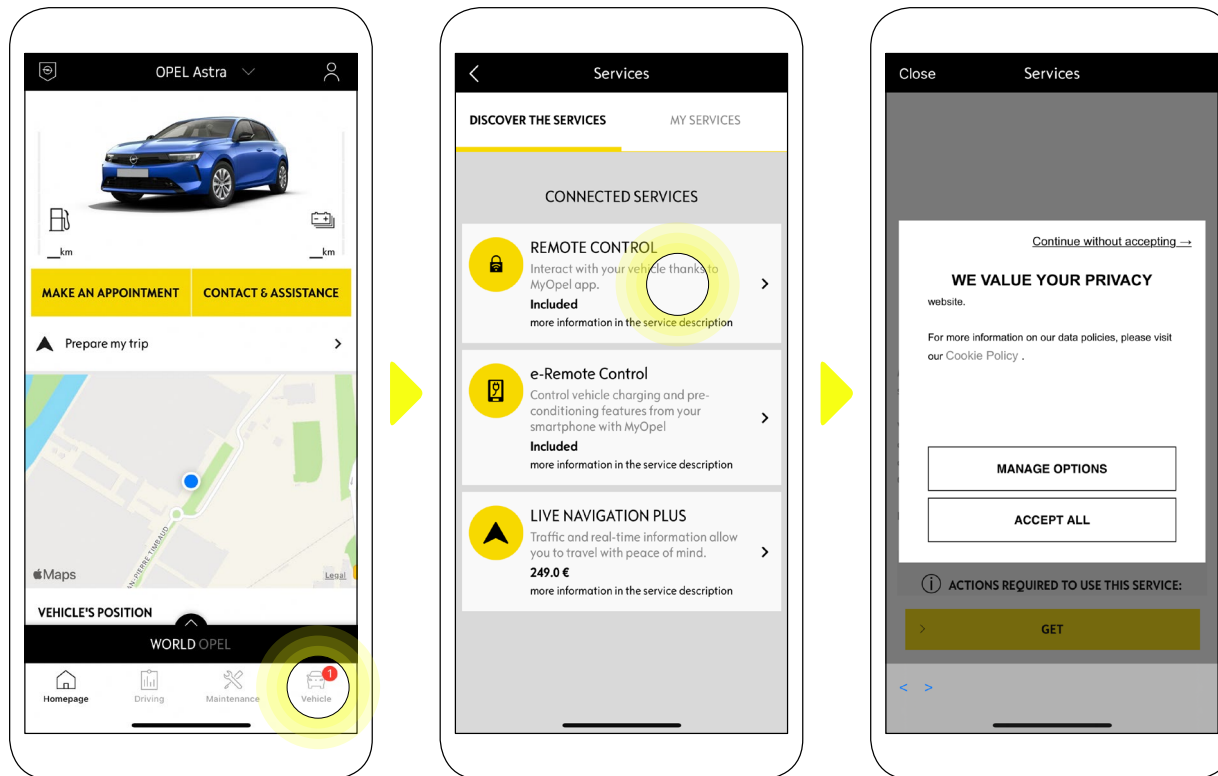 OPEL Astra
__km
__km
MAKE AN APPOINTMENT
CONTACT & ASSISTANCE
Prepare my trip
AN-PIERRE TIMBAUD
Maps
Legal
VEHICLE'S POSITION
WORLD OPEL
1
Homepage
Driving
Maintenance
Vehicle
Services
DISCOVER THE SERVICES
MY SERVICES
CONNECTED SERVICES
REMOTE CONTROL
Interact with your vehicle thanks to
MyOpel app.
Included
more information in the service description
e-Remote Control
Control vehicle charging and pre-
conditioning features from your
smartphone with MyOpel
Included
more information in the service description
LIVE NAVIGATION PLUS
Traffic and real-time information allow
you to travel with peace of mind.
249.0 €
more information in the service description
Close
Services
Continue without accepting →
WE VALUE YOUR PRIVACY
website.
For more information on our data policies, please visit
our Cookie Policy .
MANAGE OPTIONS
ACCEPT ALL
ACTIONS REQUIRED TO USE THIS SERVICE:
> GET
< >